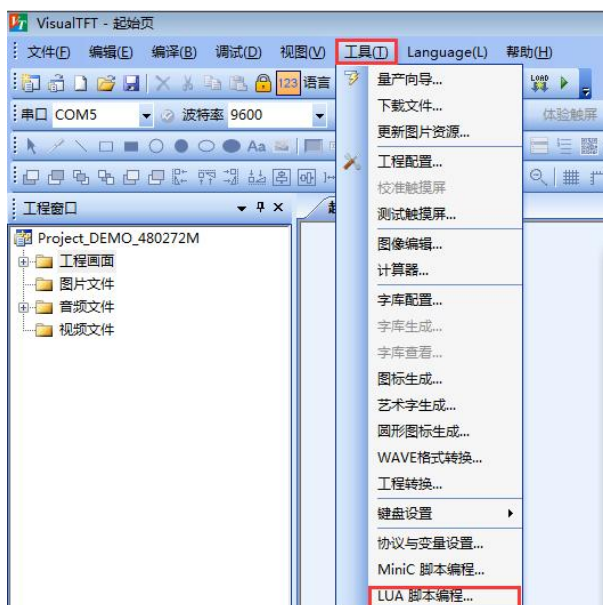 VisualTFT - 起始页
文件(F) 编辑(E) 编译(B) 调试(D) 视图(V) 工具(T) Language(L) 帮助(H)
123 语言 LOAD
串口 COM5 波特率 9600 体验触屏
Aa
工程窗口
Project_DEMO_480272M
工程画面
图片文件
音频文件
视频文件
量产向导...
下载文件...
更新图片资源...
工程配置...
校准触摸屏
测试触摸屏...
图像编辑...
计算器...
字库配置...
字库生成...
字库查看...
图标生成...
艺术字生成...
圆形图标生成...
WAVE格式转换...
工程转换...
键盘设置
协议与变量设置...
MiniC 脚本编程...
LUA 脚本编程...